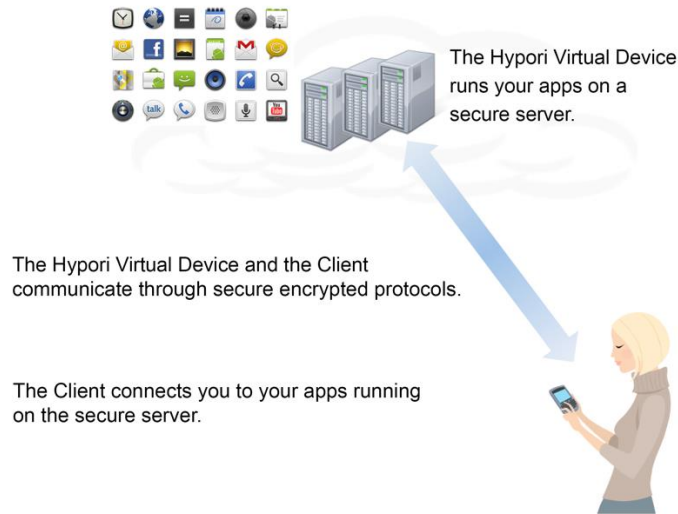 The Hypori Virtual Device
runs your apps on a
secure server.
talk
The Hypori Virtual Device and the Client
communicate through secure encrypted protocols.
The Client connects you to your apps running
on the secure server.